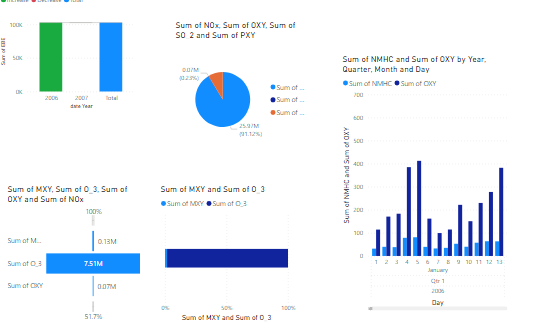 Increase Decrease Total
100K
50K
0K
Sum of EBE
2006 2007 Total
date Year
Sum of NOx, Sum of OXY, Sum of
SO_2 and Sum of PXY
0.07M
(0.23%)
25.97M
(91.12%)
Sum of ...
Sum of ...
Sum of ...
Sum of NMHC and Sum of OXY by Year,
Quarter, Month and Day
Sum of NMHC Sum of OXY
700
600
500
400
300
200
100
0
Sum of NMHC and Sum of OXY
1 2 3 4 5 6 7 8 9 10 11 12 13
January
Qtr 1
2006
Day
Sum of MXY, Sum of O_3, Sum of
OXY and Sum of NOx
100%
Sum of M... 0.13M
Sum of O_3 7.51M
Sum of OXY 0.07M
51.7%
Sum of MXY and Sum of O_3
Sum of MXY Sum of O_3
0% 50% 100%
Sum of MXY and Sum of O_3